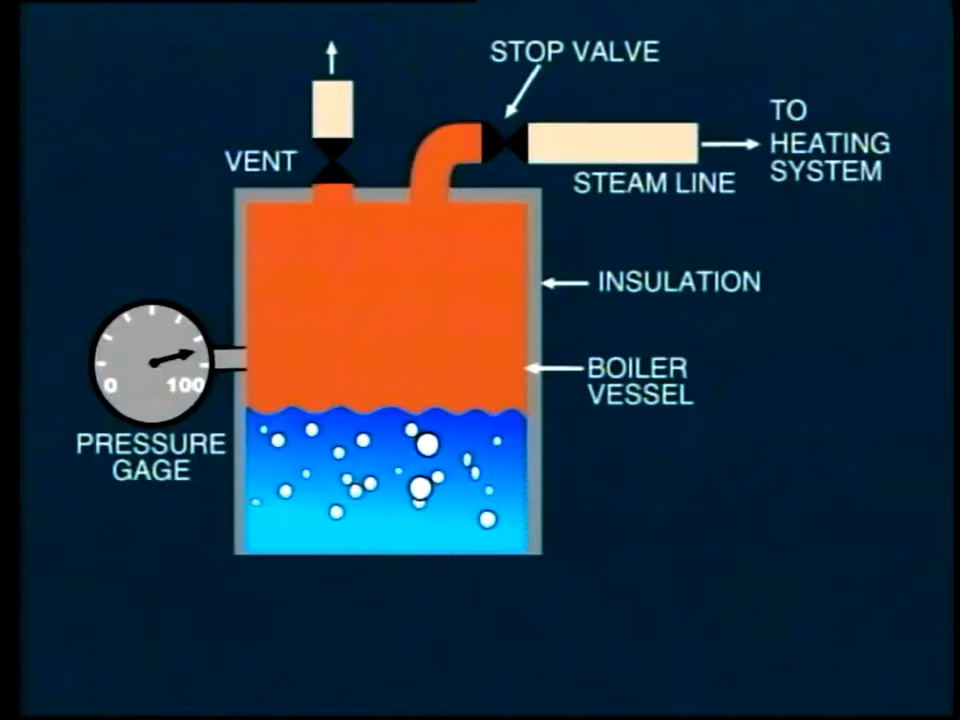 STOP VALVE
TO
HEATING
SYSTEM
VENT
STEAM LINE
INSULATION
BOILER
VESSEL
0
100
PRESSURE
GAGE